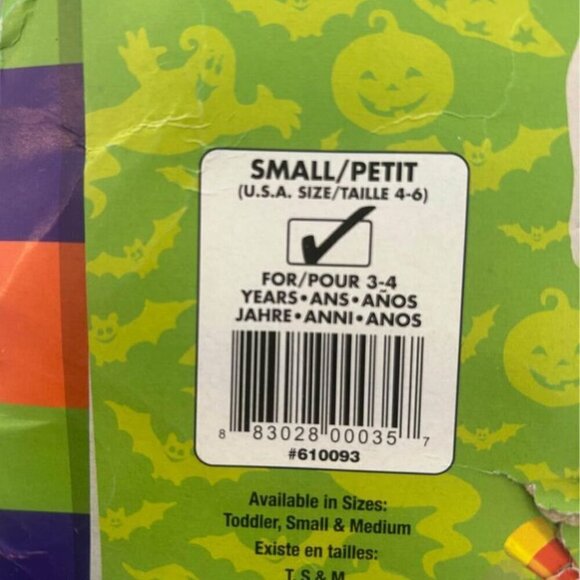 SMALL/PETIT
(U.S.A. SIZE/TAILLE 4-6)
FOR/POUR 3-4
YEARS•ANS•AÑOS
JAHRE•ANNI•ANOS
8 83028 00035 7
#610093
Available in Sizes:
Toddler, Small & Medium
Existe en tailles:
T, S & M